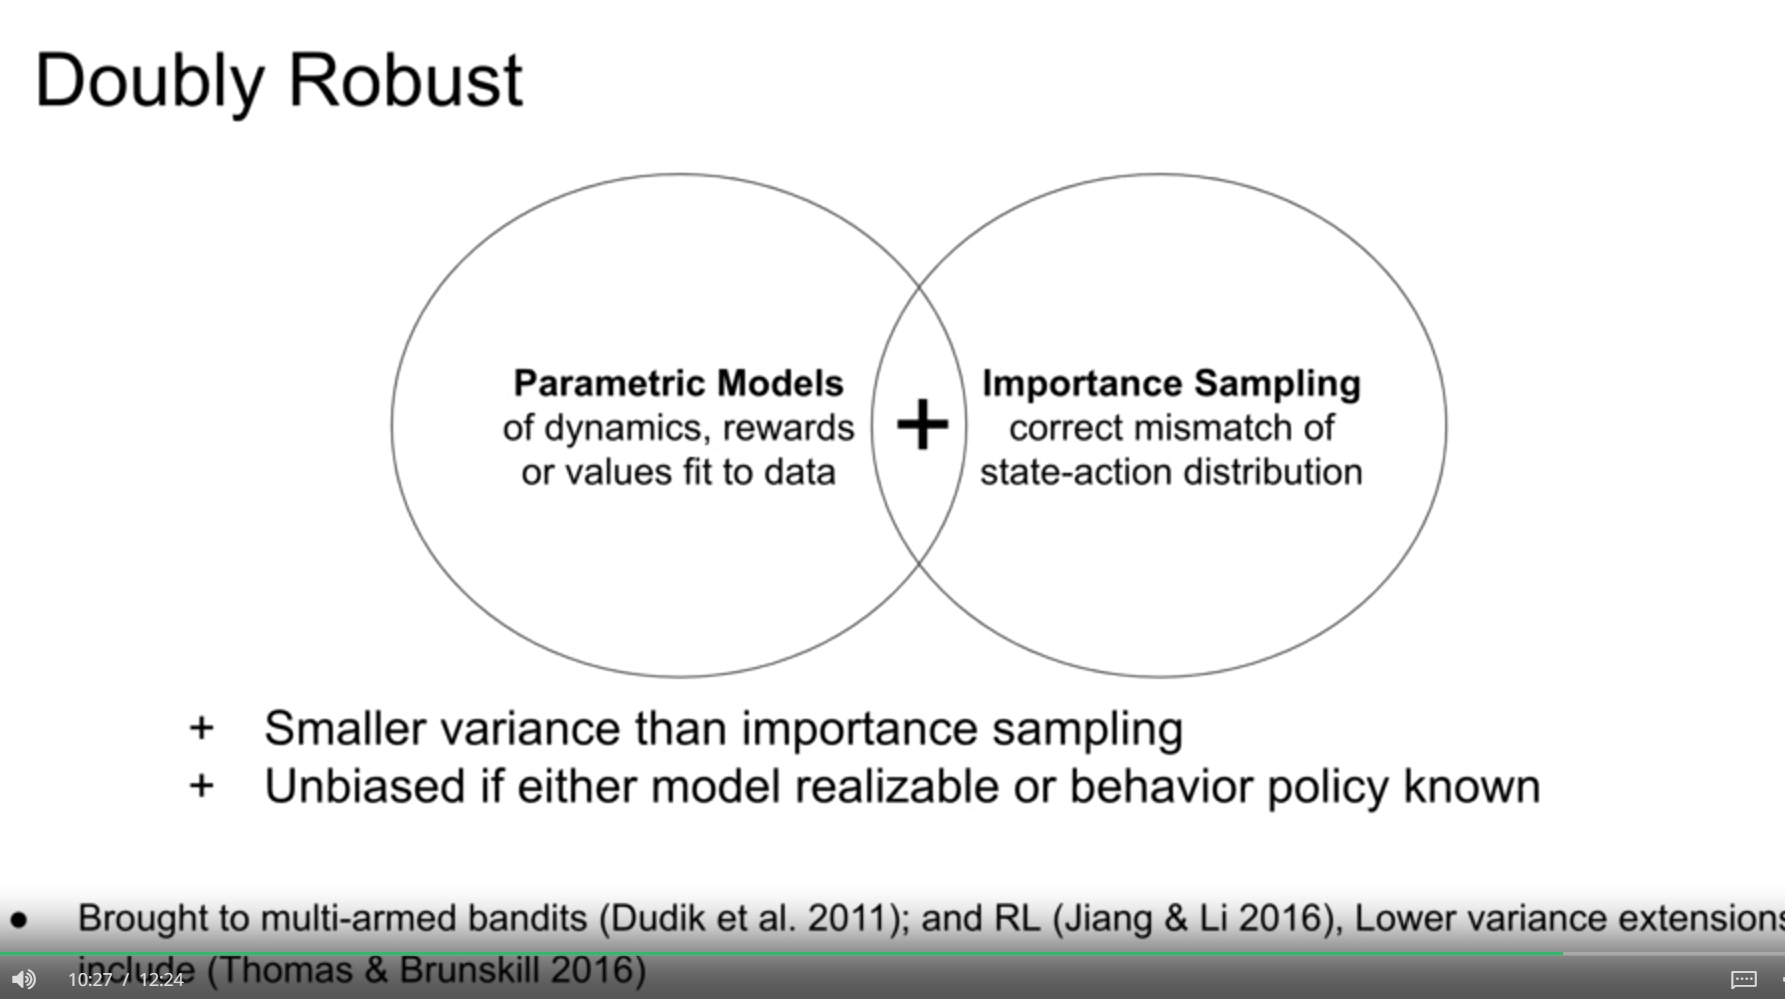 Doubly Robust
Parametric Models
of dynamics, rewards
or values fit to data
+
Importance Sampling
correct mismatch of
state-action distribution
+ Smaller variance than importance sampling
+ Unbiased if either model realizable or behavior policy known
● Brought to multi-armed bandits (Dudik et al. 2011); and RL (Jiang & Li 2016), Lower variance extensions
include (Thomas & Brunskill 2016)
10:27 / 12:24